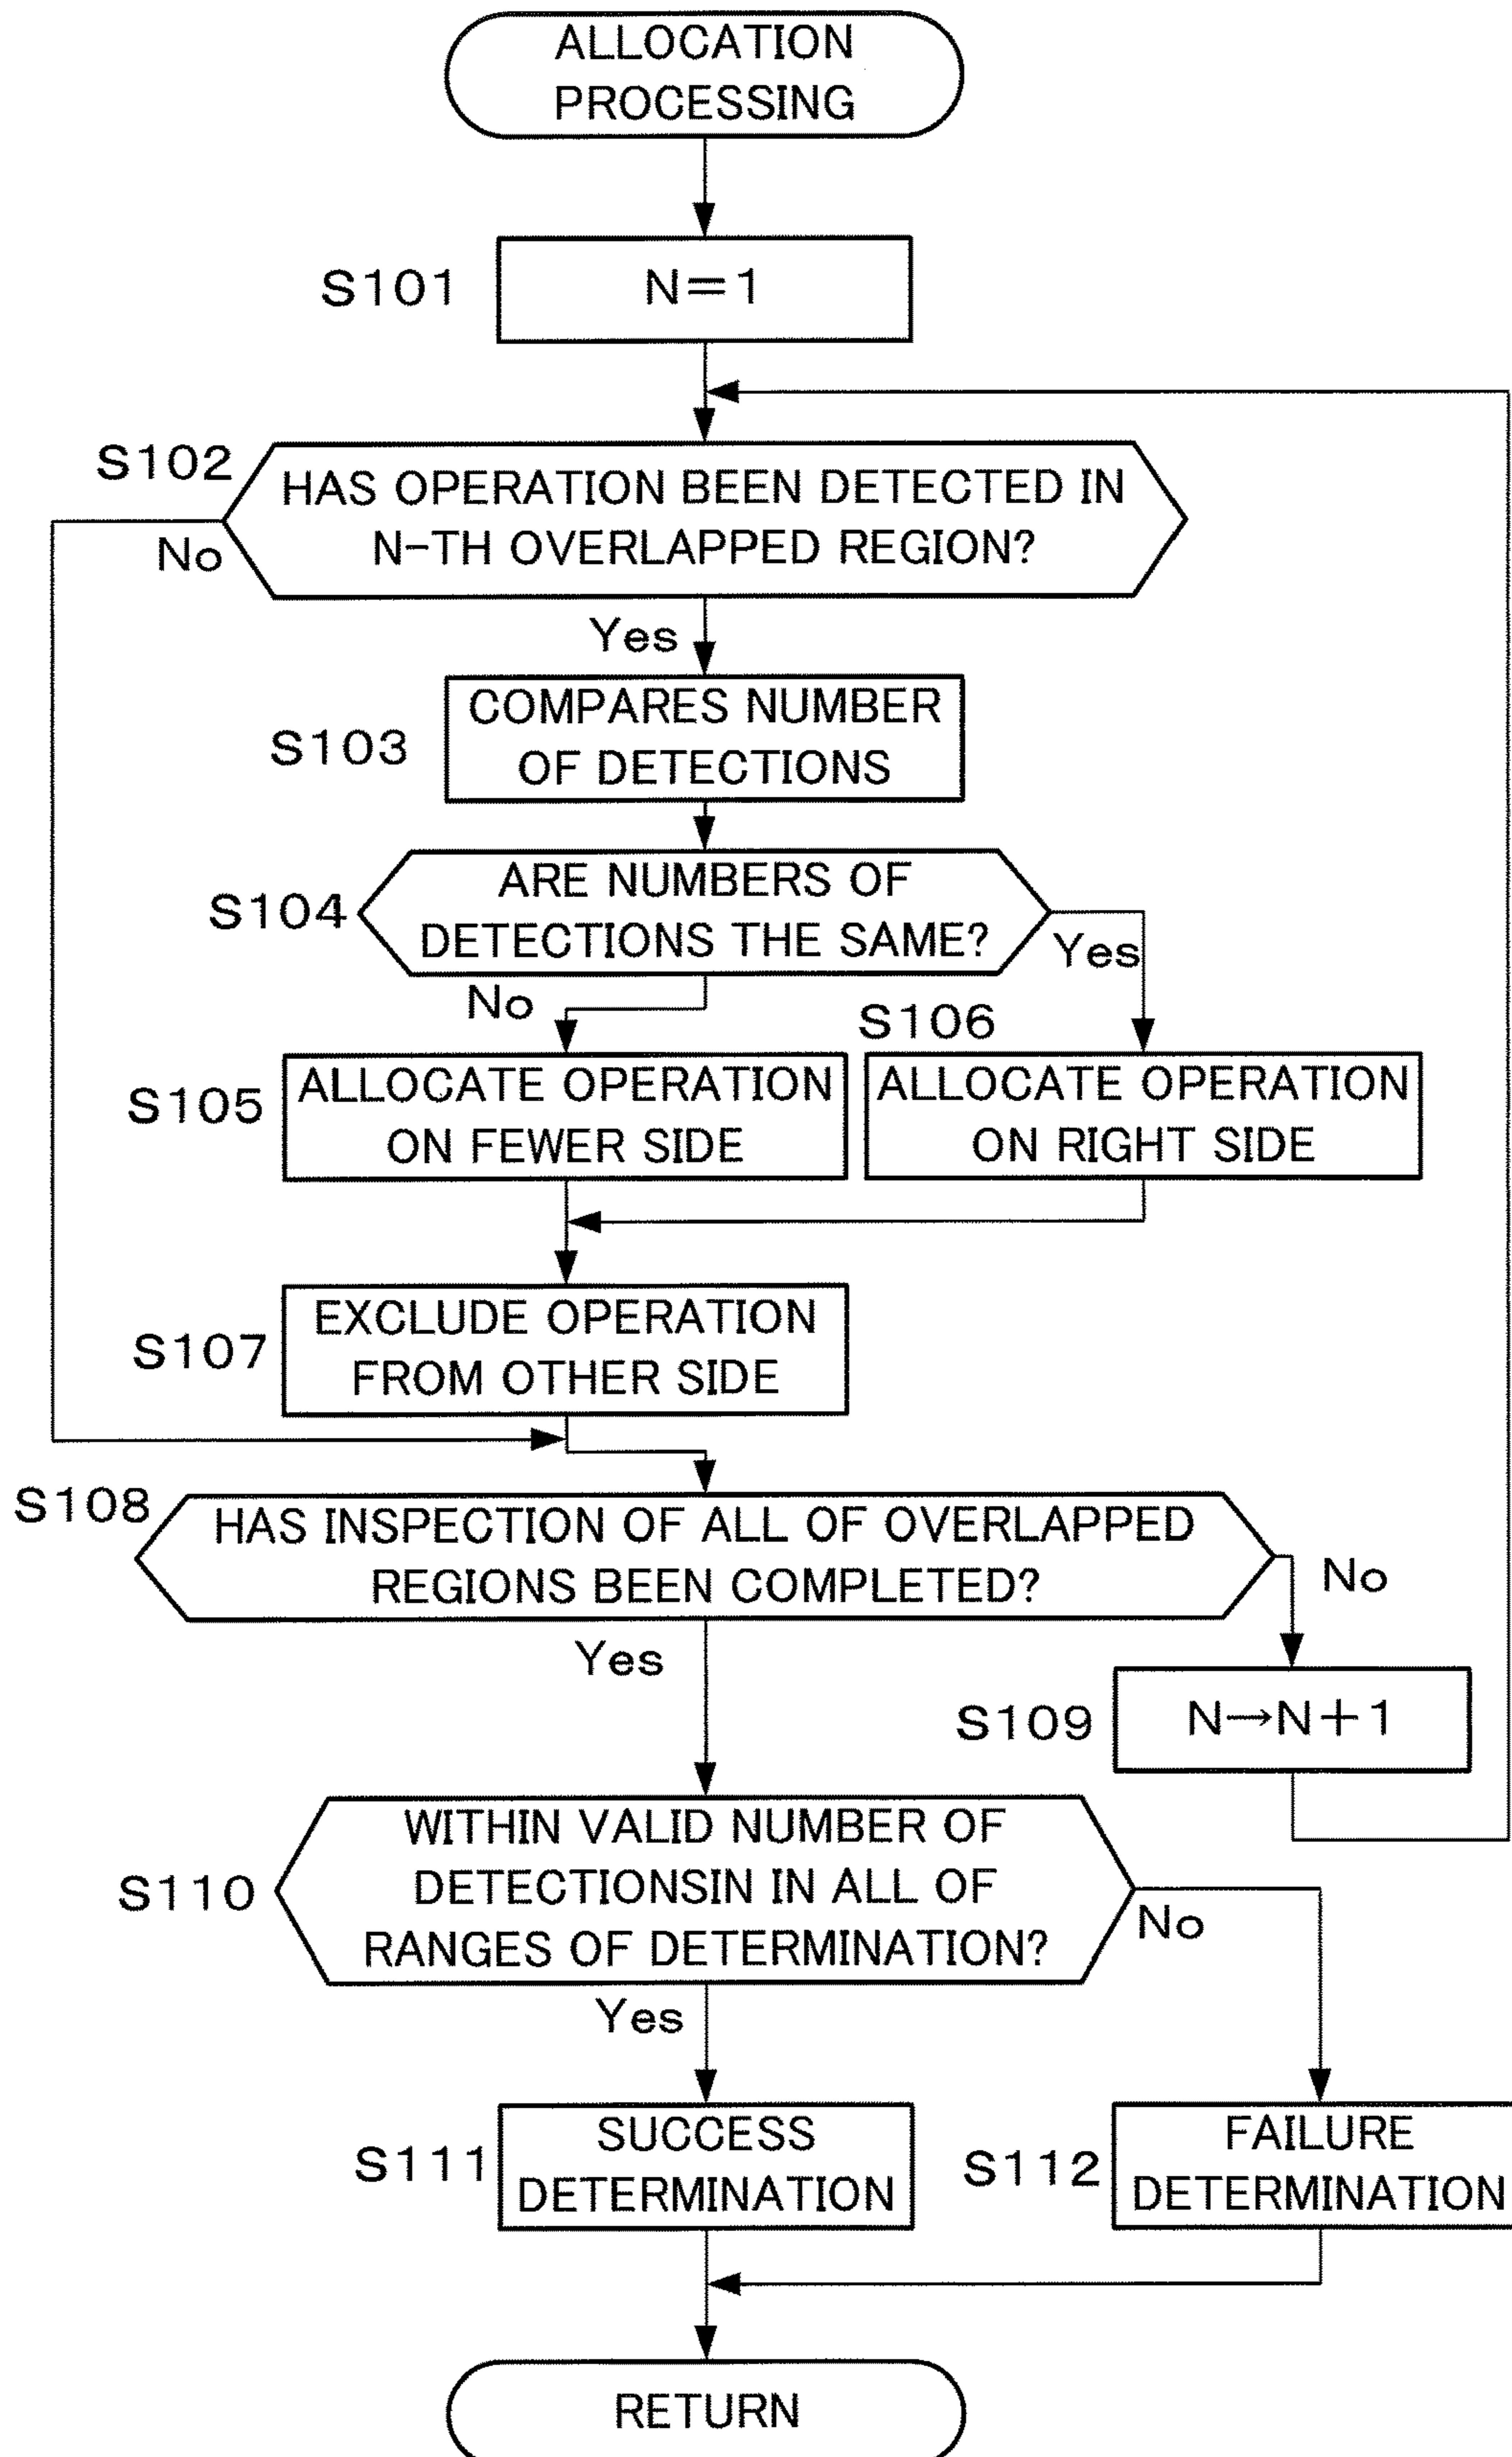 ALLOCATION
PROCESSING
S101
N=1
S102
HAS OPERATION BEEN DETECTED IN
N-TH OVERLAPPED REGION?
No
Yes
S103
COMPARES NUMBER
OF DETECTIONS
S104
ARE NUMBERS OF
DETECTIONS THE SAME?
Yes
No
S105
ALLOCATE OPERATION
ON FEWER SIDE
S106
ALLOCATE OPERATION
ON RIGHT SIDE
S107
EXCLUDE OPERATION
FROM OTHER SIDE
S108
HAS INSPECTION OF ALL OF OVERLAPPED
REGIONS BEEN COMPLETED?
No
Yes
S109
N→N+1
S110
WITHIN VALID NUMBER OF
DETECTIONSIN IN ALL OF
RANGES OF DETERMINATION?
No
Yes
S111
SUCCESS
DETERMINATION
S112
FAILURE
DETERMINATION
RETURN